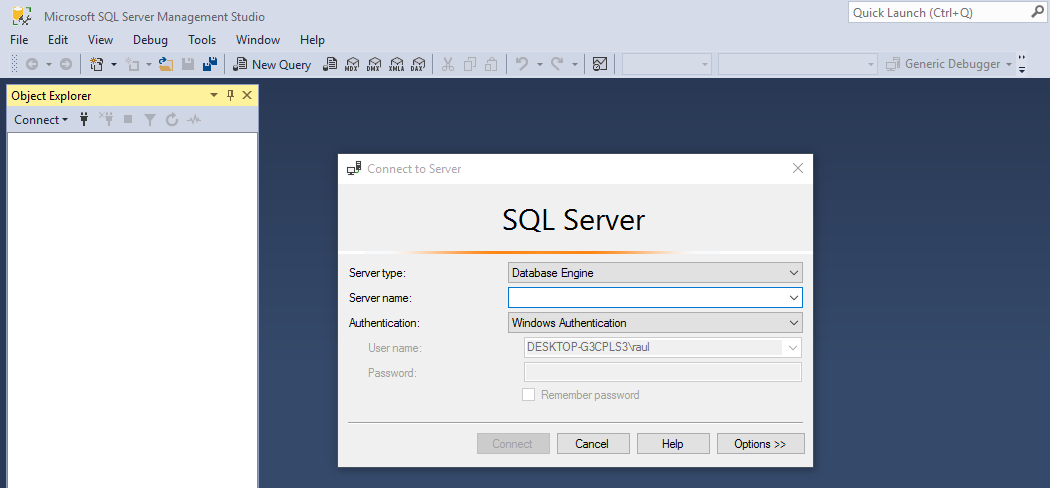 Microsoft SQL Server Management Studio
Quick Launch (Ctrl+Q)
File Edit View Debug Tools Window Help
New Query MDX DMX XMLA DAX Generic Debugger
Object Explorer
Connect
Connect to Server
SQL Server
Server type: Database Engine
Server name:
Authentication: Windows Authentication
User name: DESKTOP-G3CPLS3\raul
Password:
Remember password
Connect Cancel Help Options >>